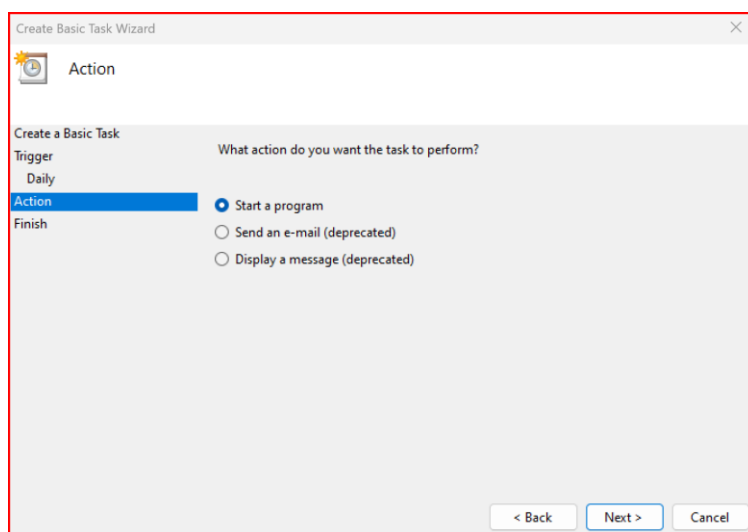 Create Basic Task Wizard
Action
Create a Basic Task
Trigger
Daily
Action
Finish
What action do you want the task to perform?
Start a program
Send an e-mail (deprecated)
Display a message (deprecated)
< Back
Next >
Cancel